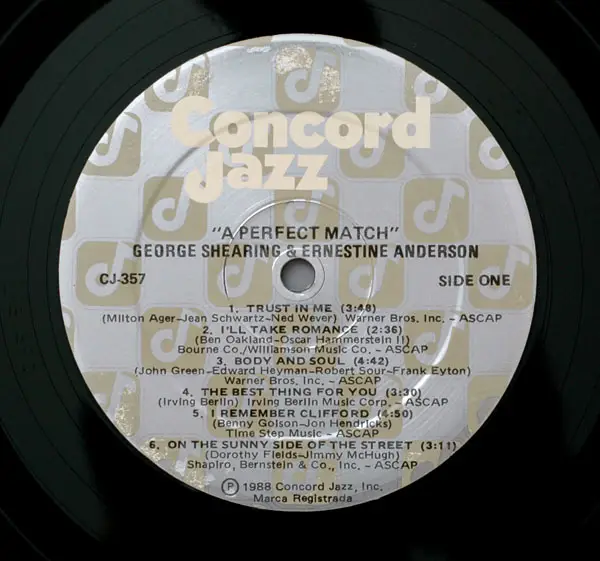 Concord
Jazz
"A PERFECT MATCH"
GEORGE SHEARING & ERNESTINE ANDERSON
CJ-357 SIDE ONE
1. TRUST IN ME (3:48)
(Milton Ager-Jean Schwartz-Ned Wever) Warner Bros. Inc. - ASCAP
2. I'LL TAKE ROMANCE (2:36)
(Ben Oakland-Oscar Hammerstein II)
Bourne Co./Williamson Music Co. - ASCAP
3. BODY AND SOUL (4:42)
(John Green-Edward Heyman-Robert Sour-Frank Eyton)
Warner Bros, Inc. - ASCAP
4. THE BEST THING FOR YOU (3:30)
(Irving Berlin) Irving Berlin Music Corp. - ASCAP
5. I REMEMBER CLIFFORD (4:50)
(Benny Golson-Jon Hendricks)
Time Step Music - ASCAP
6. ON THE SUNNY SIDE OF THE STREET (3:11)
(Dorothy Fields-Jimmy McHugh)
Shapiro, Bernstein & Co., Inc. - ASCAP
℗ 1988 Concord Jazz, Inc.
Marca Registrada